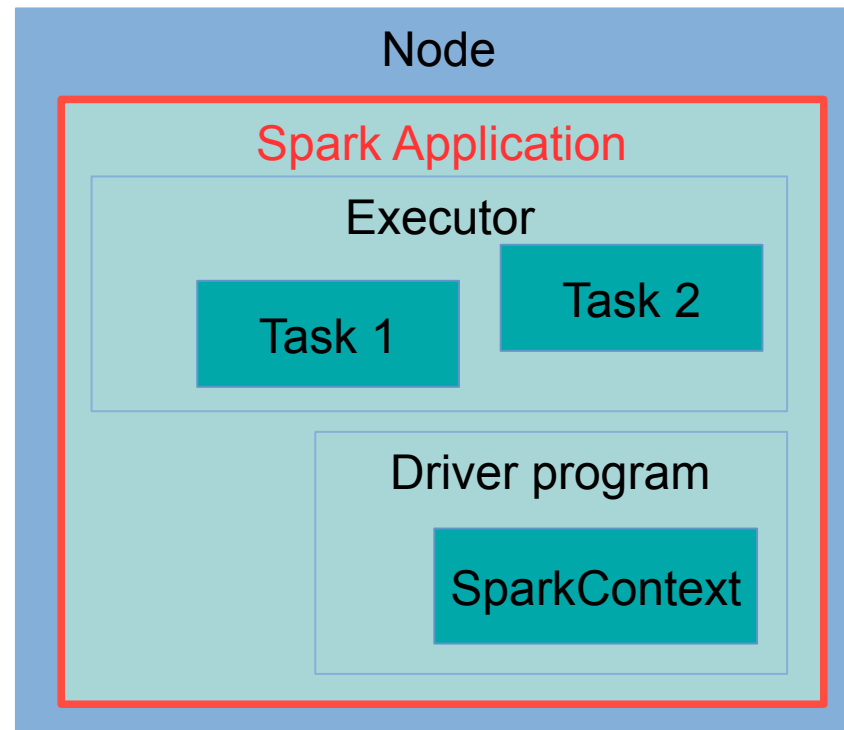 Node
Spark Application
Executor
Task 1
Task 2
Driver program
SparkContext